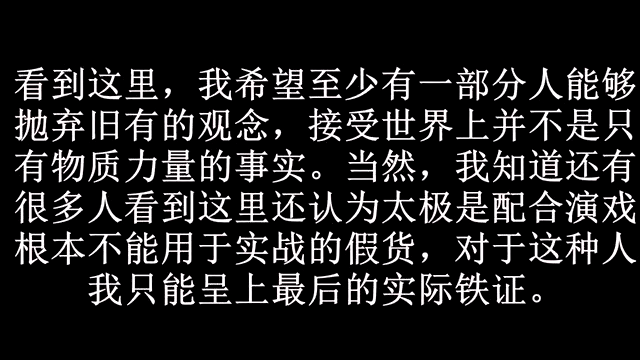 看到这里，我希望至少有一部分人能够
抛弃旧有的观念，接受世界上并不是只
有物质力量的事实。当然，我知道还有
很多人看到这里还认为太极是配合演戏
根本不能用于实战的假货，对于这种人
我只能呈上最后的实际铁证。